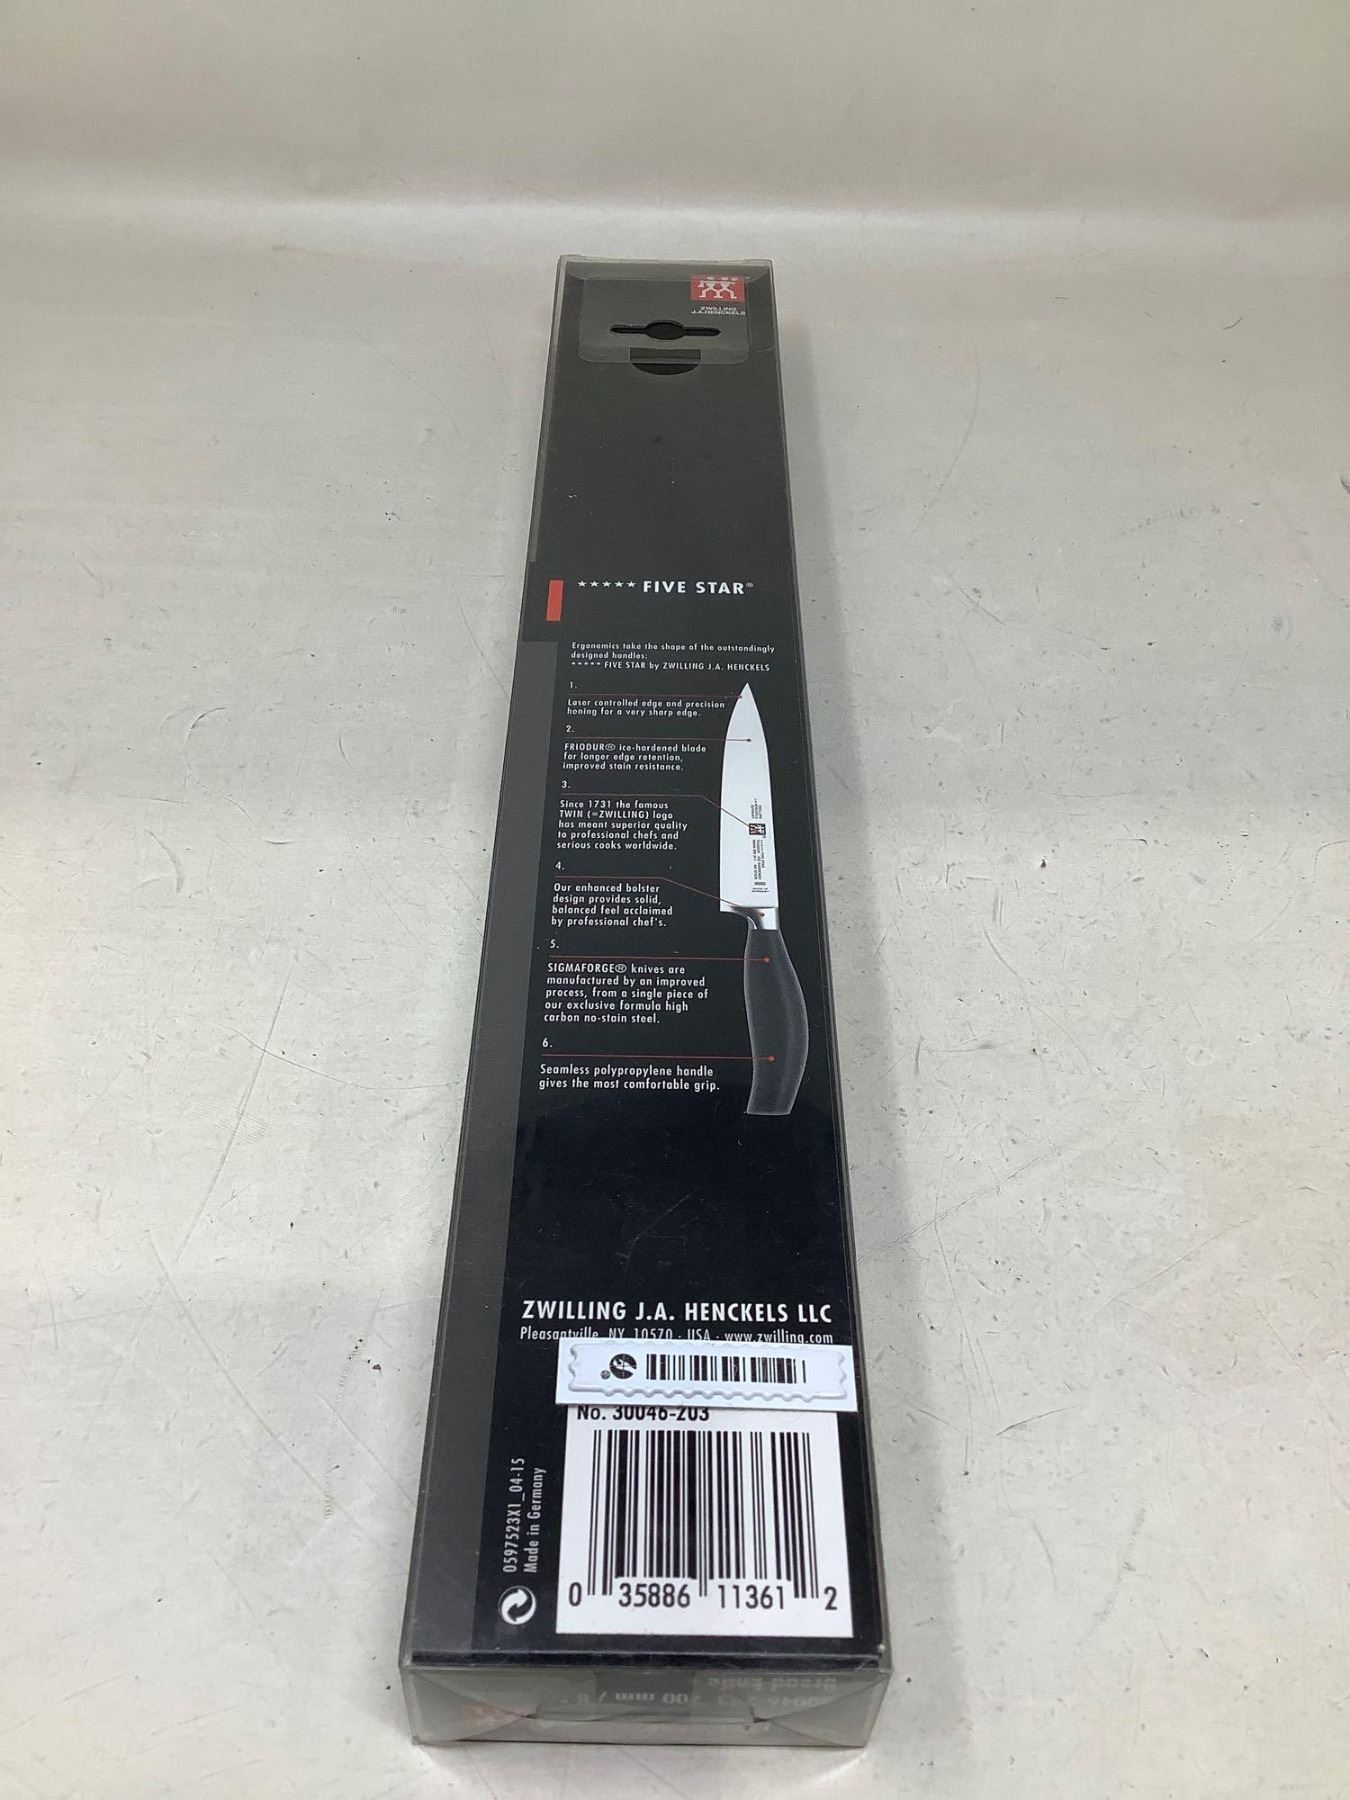 ZWILLING
J.A.HENCKELS
***** FIVE STAR®
Ergonomics take the shape of the outstandingly
designed handles:
***** FIVE STAR by ZWILLING J.A. HENCKELS
1.
Laser controlled edge and precision
honing for a very sharp edge.
2.
FRIODUR® ice-hardened blade
for longer edge retention,
improved stain resistance.
3.
Since 1731 the famous
TWIN (=ZWILLING) logo
has meant superior quality
to professional chefs and
serious cooks worldwide.
4.
Our enhanced bolster
design provides solid,
balanced feel acclaimed
by professional chef's.
5.
SIGMAFORGE® knives are
manufactured by an improved
process, from a single piece of
our exclusive formula high
carbon no-stain steel.
6.
Seamless polypropylene handle
gives the most comfortable grip.
ZWILLING J.A. HENCKELS LLC
Pleasantville, NY 10570 · USA · www.zwilling.com
No. 30046-203
0597523X1_04-15
Made in Germany
0 35886 11361 2